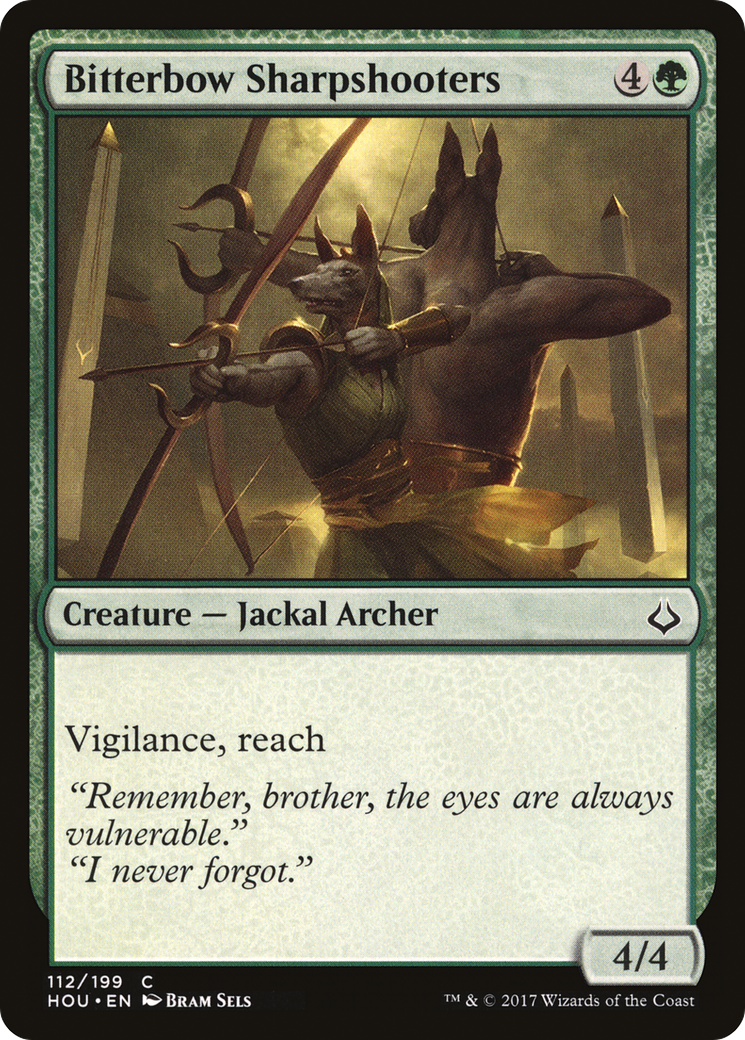 Bitterbow Sharpshooters 4
Creature — Jackal Archer
Vigilance, reach
“Remember, brother, the eyes are always
vulnerable.”
“I never forgot.”
4/4
112/199 C
HOU • EN Bram Sels
™ & © 2017 Wizards of the Coast